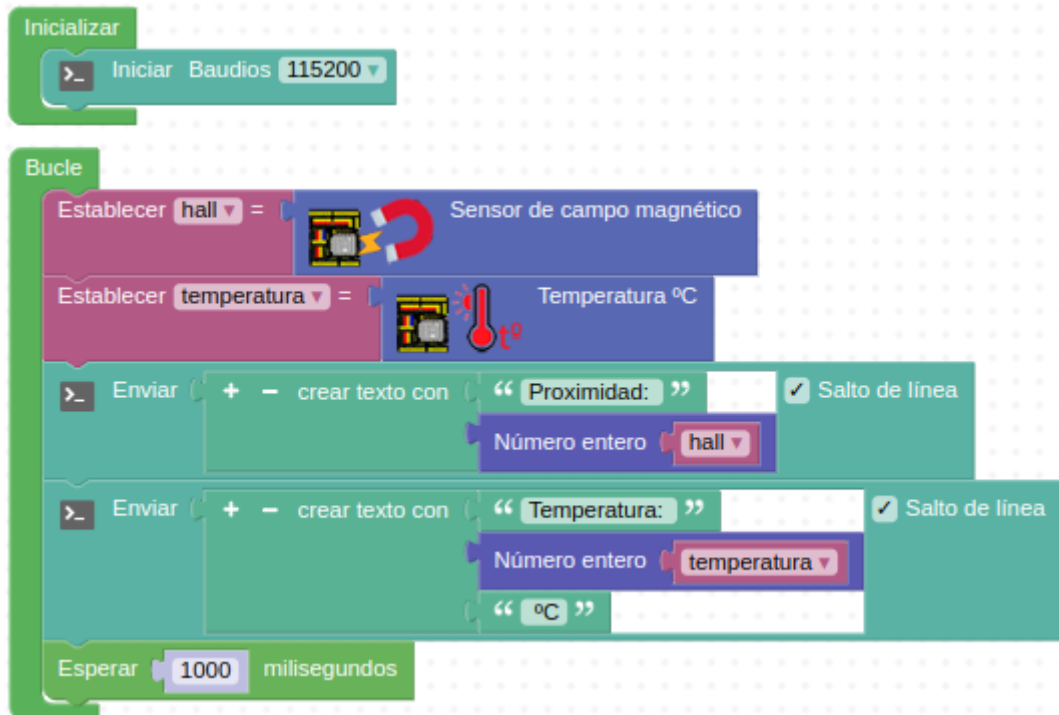 Inicializar
>_ Iniciar Baudios 115200
Bucle
Establecer hall = Sensor de campo magnético
Establecer temperatura = Temperatura ºC
tº
>_ Enviar + − crear texto con “ Proximidad: ” ✓ Salto de línea
Número entero hall
>_ Enviar + − crear texto con “ Temperatura: ” ✓ Salto de línea
Número entero temperatura
“ ºC ”
Esperar 1000 milisegundos